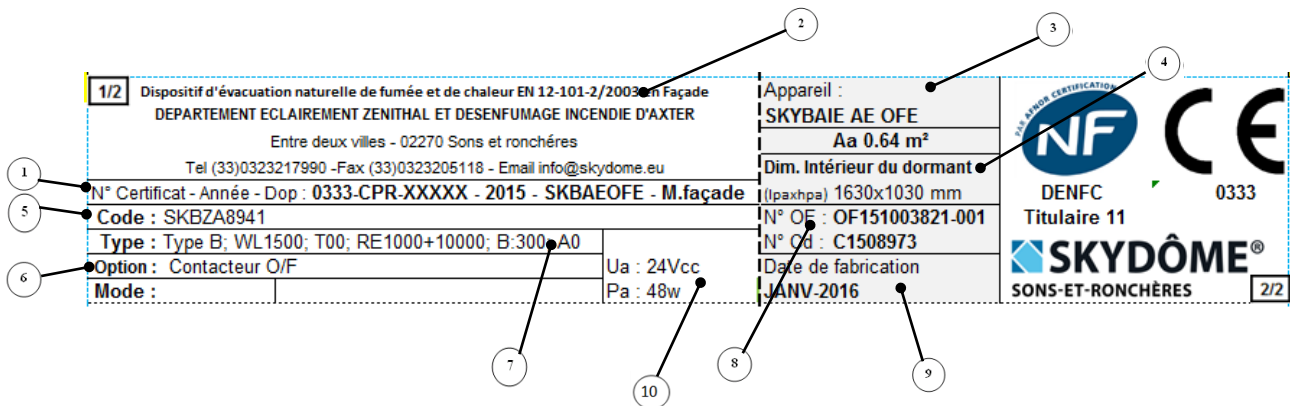 2
3
4
1/2
Dispositif d'évacuation naturelle de fumée et de chaleur EN 12-101-2/2003 en Façade
DEPARTEMENT ECLAIREMENT ZENITHAL ET DESENFUMAGE INCENDIE D'AXTER
Entre deux villes - 02270 Sons et ronchéres
Tel (33)0323217990 -Fax (33)0323205118 - Email info@skydome.eu
1
N° Certificat - Année - Dop : 0333-CPR-XXXXX - 2015 - SKBAEOFE - M.façade
5
Code : SKBZA8941
Type : Type B; WL1500; T00; RE1000+10000; B:300; A0
6
Option : Contacteur O/F
Mode :
Ua : 24Vcc
Pa : 48w
Appareil :
SKYBAIE AE OFE
Aa 0.64 m²
Dim. Intérieur du dormant
(lpaxhpa) 1630x1030 mm
N° OF : OF151003821-001
N° Cd : C1508973
Date de fabrication
JANV-2016
PAR AFNOR CERTIFICATION
NF
CE
DENFC
0333
Titulaire 11
SKYDÔME®
SONS-ET-RONCHÈRES
2/2
7
10
8
9